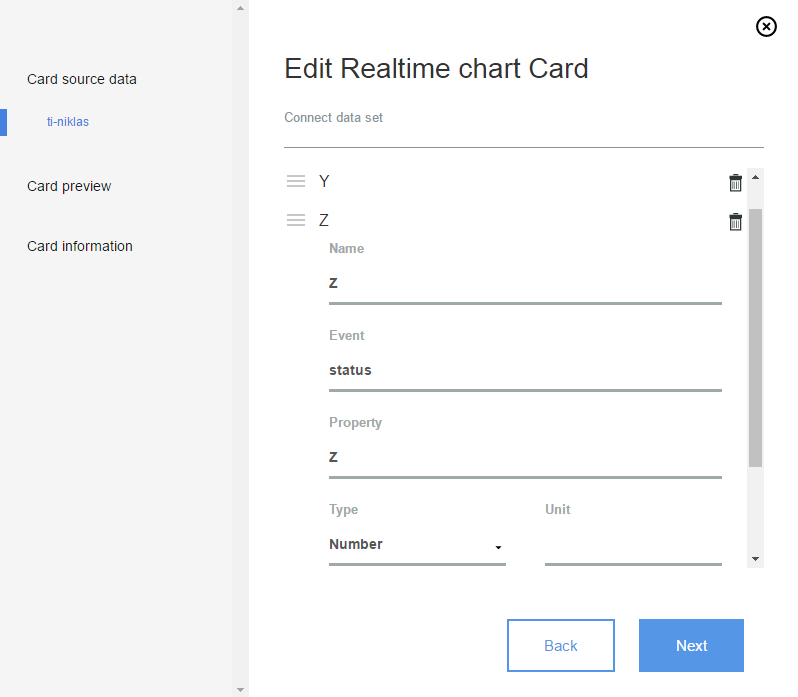 Card source data
ti-niklas
Card preview
Card information
Edit Realtime chart Card
Connect data set
Y
Z
Name
Z
Event
status
Property
Z
Type Unit
Number
Back Next